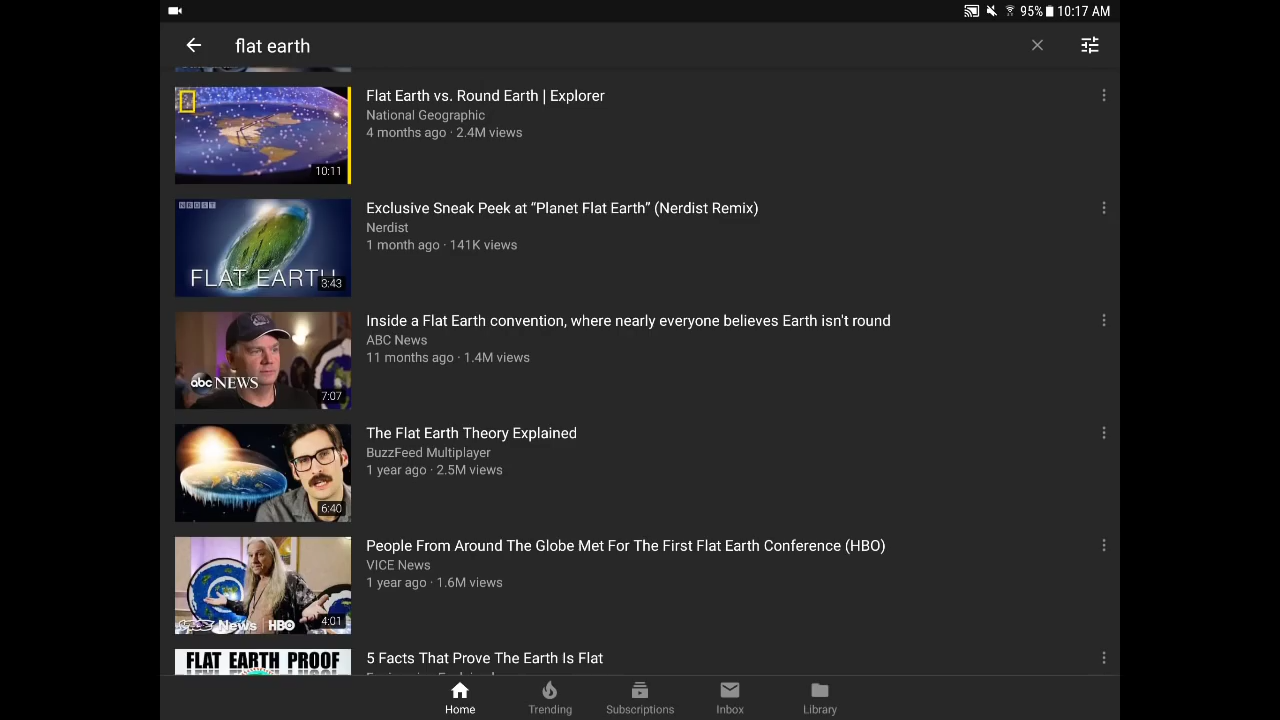 95% 10:17 AM
flat earth
Flat Earth vs. Round Earth | Explorer
National Geographic
4 months ago · 2.4M views
10:11
NERDIST
Exclusive Sneak Peek at “Planet Flat Earth” (Nerdist Remix)
Nerdist
1 month ago · 141K views
FLAT EARTH
3:43
Inside a Flat Earth convention, where nearly everyone believes Earth isn't round
ABC News
11 months ago · 1.4M views
abc NEWS
7:07
The Flat Earth Theory Explained
BuzzFeed Multiplayer
1 year ago · 2.5M views
6:40
People From Around The Globe Met For The First Flat Earth Conference (HBO)
VICE News
1 year ago · 1.6M views
VICE News HBO
4:01
FLAT EARTH PROOF
5 Facts That Prove The Earth Is Flat
Home Trending Subscriptions Inbox Library